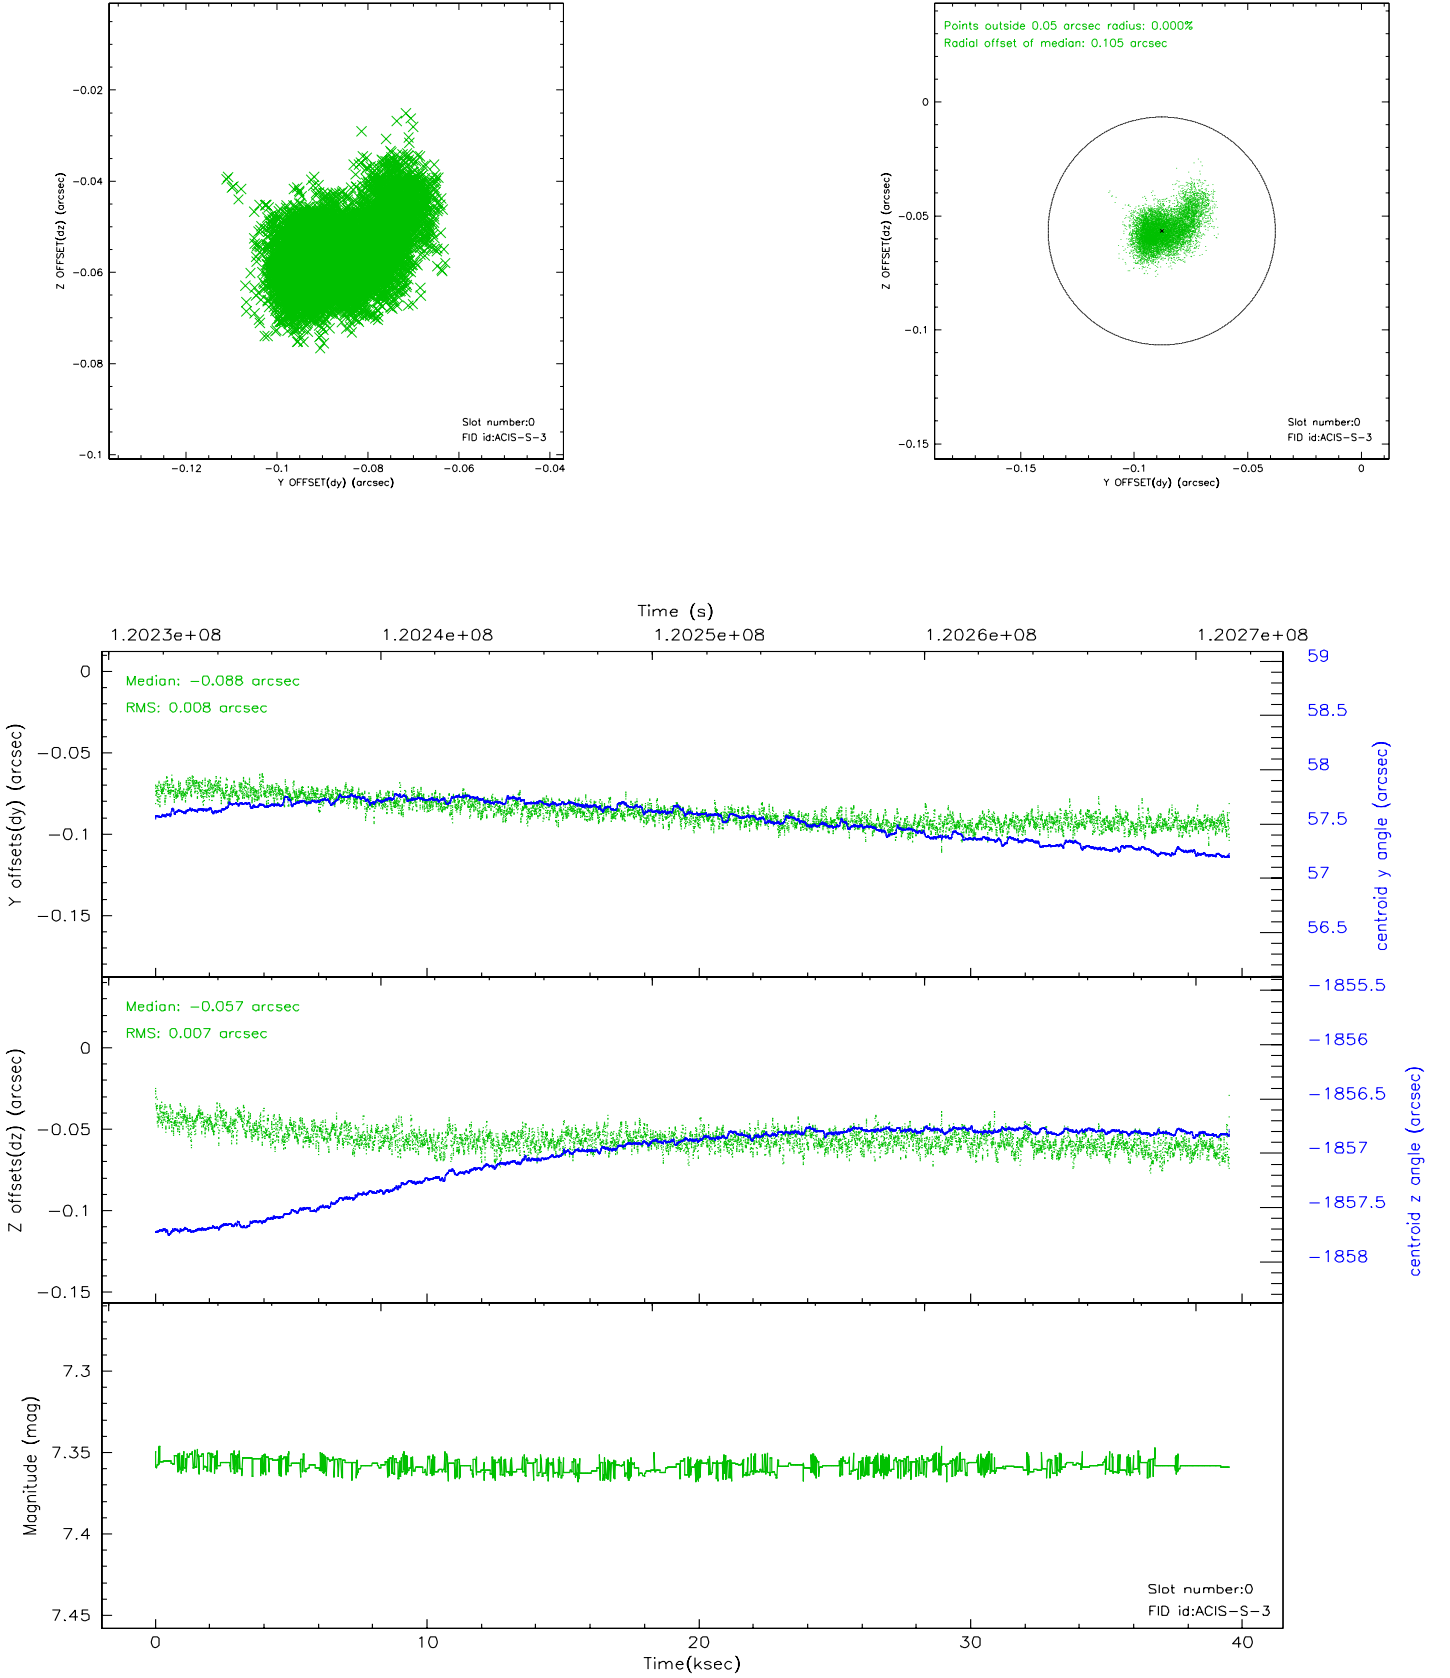 Points outside 0.05 arcsec radius: 0.000%
Radial offset of median: 0.105 arcsec
-0.02
-0.04
-0.06
-0.08
-0.1
Z OFFSET(dz) (arcsec)
Slot number:0
FID id:ACIS-S-3
-0.12
-0.1
-0.08
-0.06
-0.04
Y OFFSET(dy) (arcsec)
0
-0.05
-0.1
-0.15
Z OFFSET(dz) (arcsec)
Slot number:0
FID id:ACIS-S-3
-0.15
-0.1
-0.05
0
Y OFFSET(dy) (arcsec)
Time (s)
1.2023e+08
1.2024e+08
1.2025e+08
1.2026e+08
1.2027e+08
Median: -0.088 arcsec
RMS: 0.008 arcsec
0
-0.05
-0.1
-0.15
Y offsets(dy) (arcsec)
59
58.5
58
57.5
57
56.5
centroid y angle (arcsec)
Median: -0.057 arcsec
RMS: 0.007 arcsec
0
-0.05
-0.1
-0.15
Z offsets(dz) (arcsec)
-1855.5
-1856
-1856.5
-1857
-1857.5
-1858
centroid z angle (arcsec)
7.3
7.35
7.4
7.45
Magnitude (mag)
Slot number:0
FID id:ACIS-S-3
0
10
20
30
40
Time(ksec)